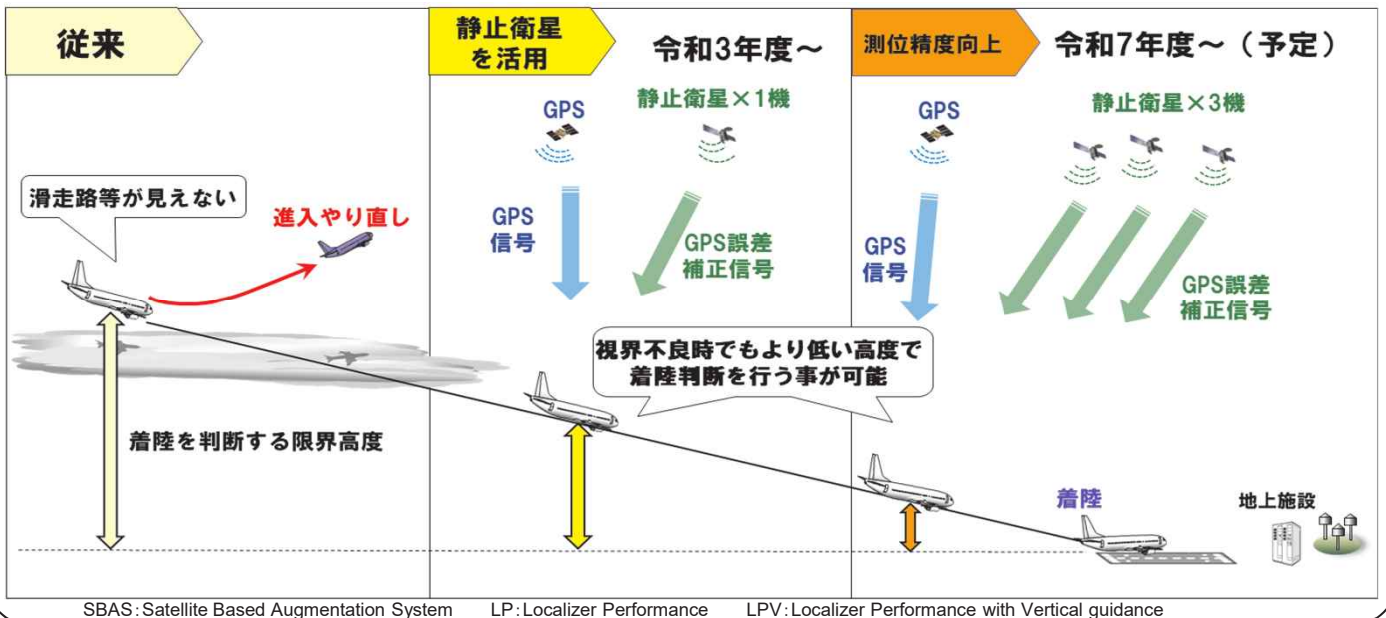 従来
滑走路等が見えない
進入やり直し
着陸を判断する限界高度
静止衛星
を活用
令和3年度～
GPS
静止衛星×1機
GPS
信号
GPS誤差
補正信号
視界不良時でもより低い高度で
着陸判断を行う事が可能
測位精度向上
令和7年度～（予定）
GPS
静止衛星×3機
GPS
信号
GPS誤差
補正信号
着陸
地上施設
SBAS:Satellite Based Augmentation System LP:Localizer Performance LPV:Localizer Performance with Vertical guidance